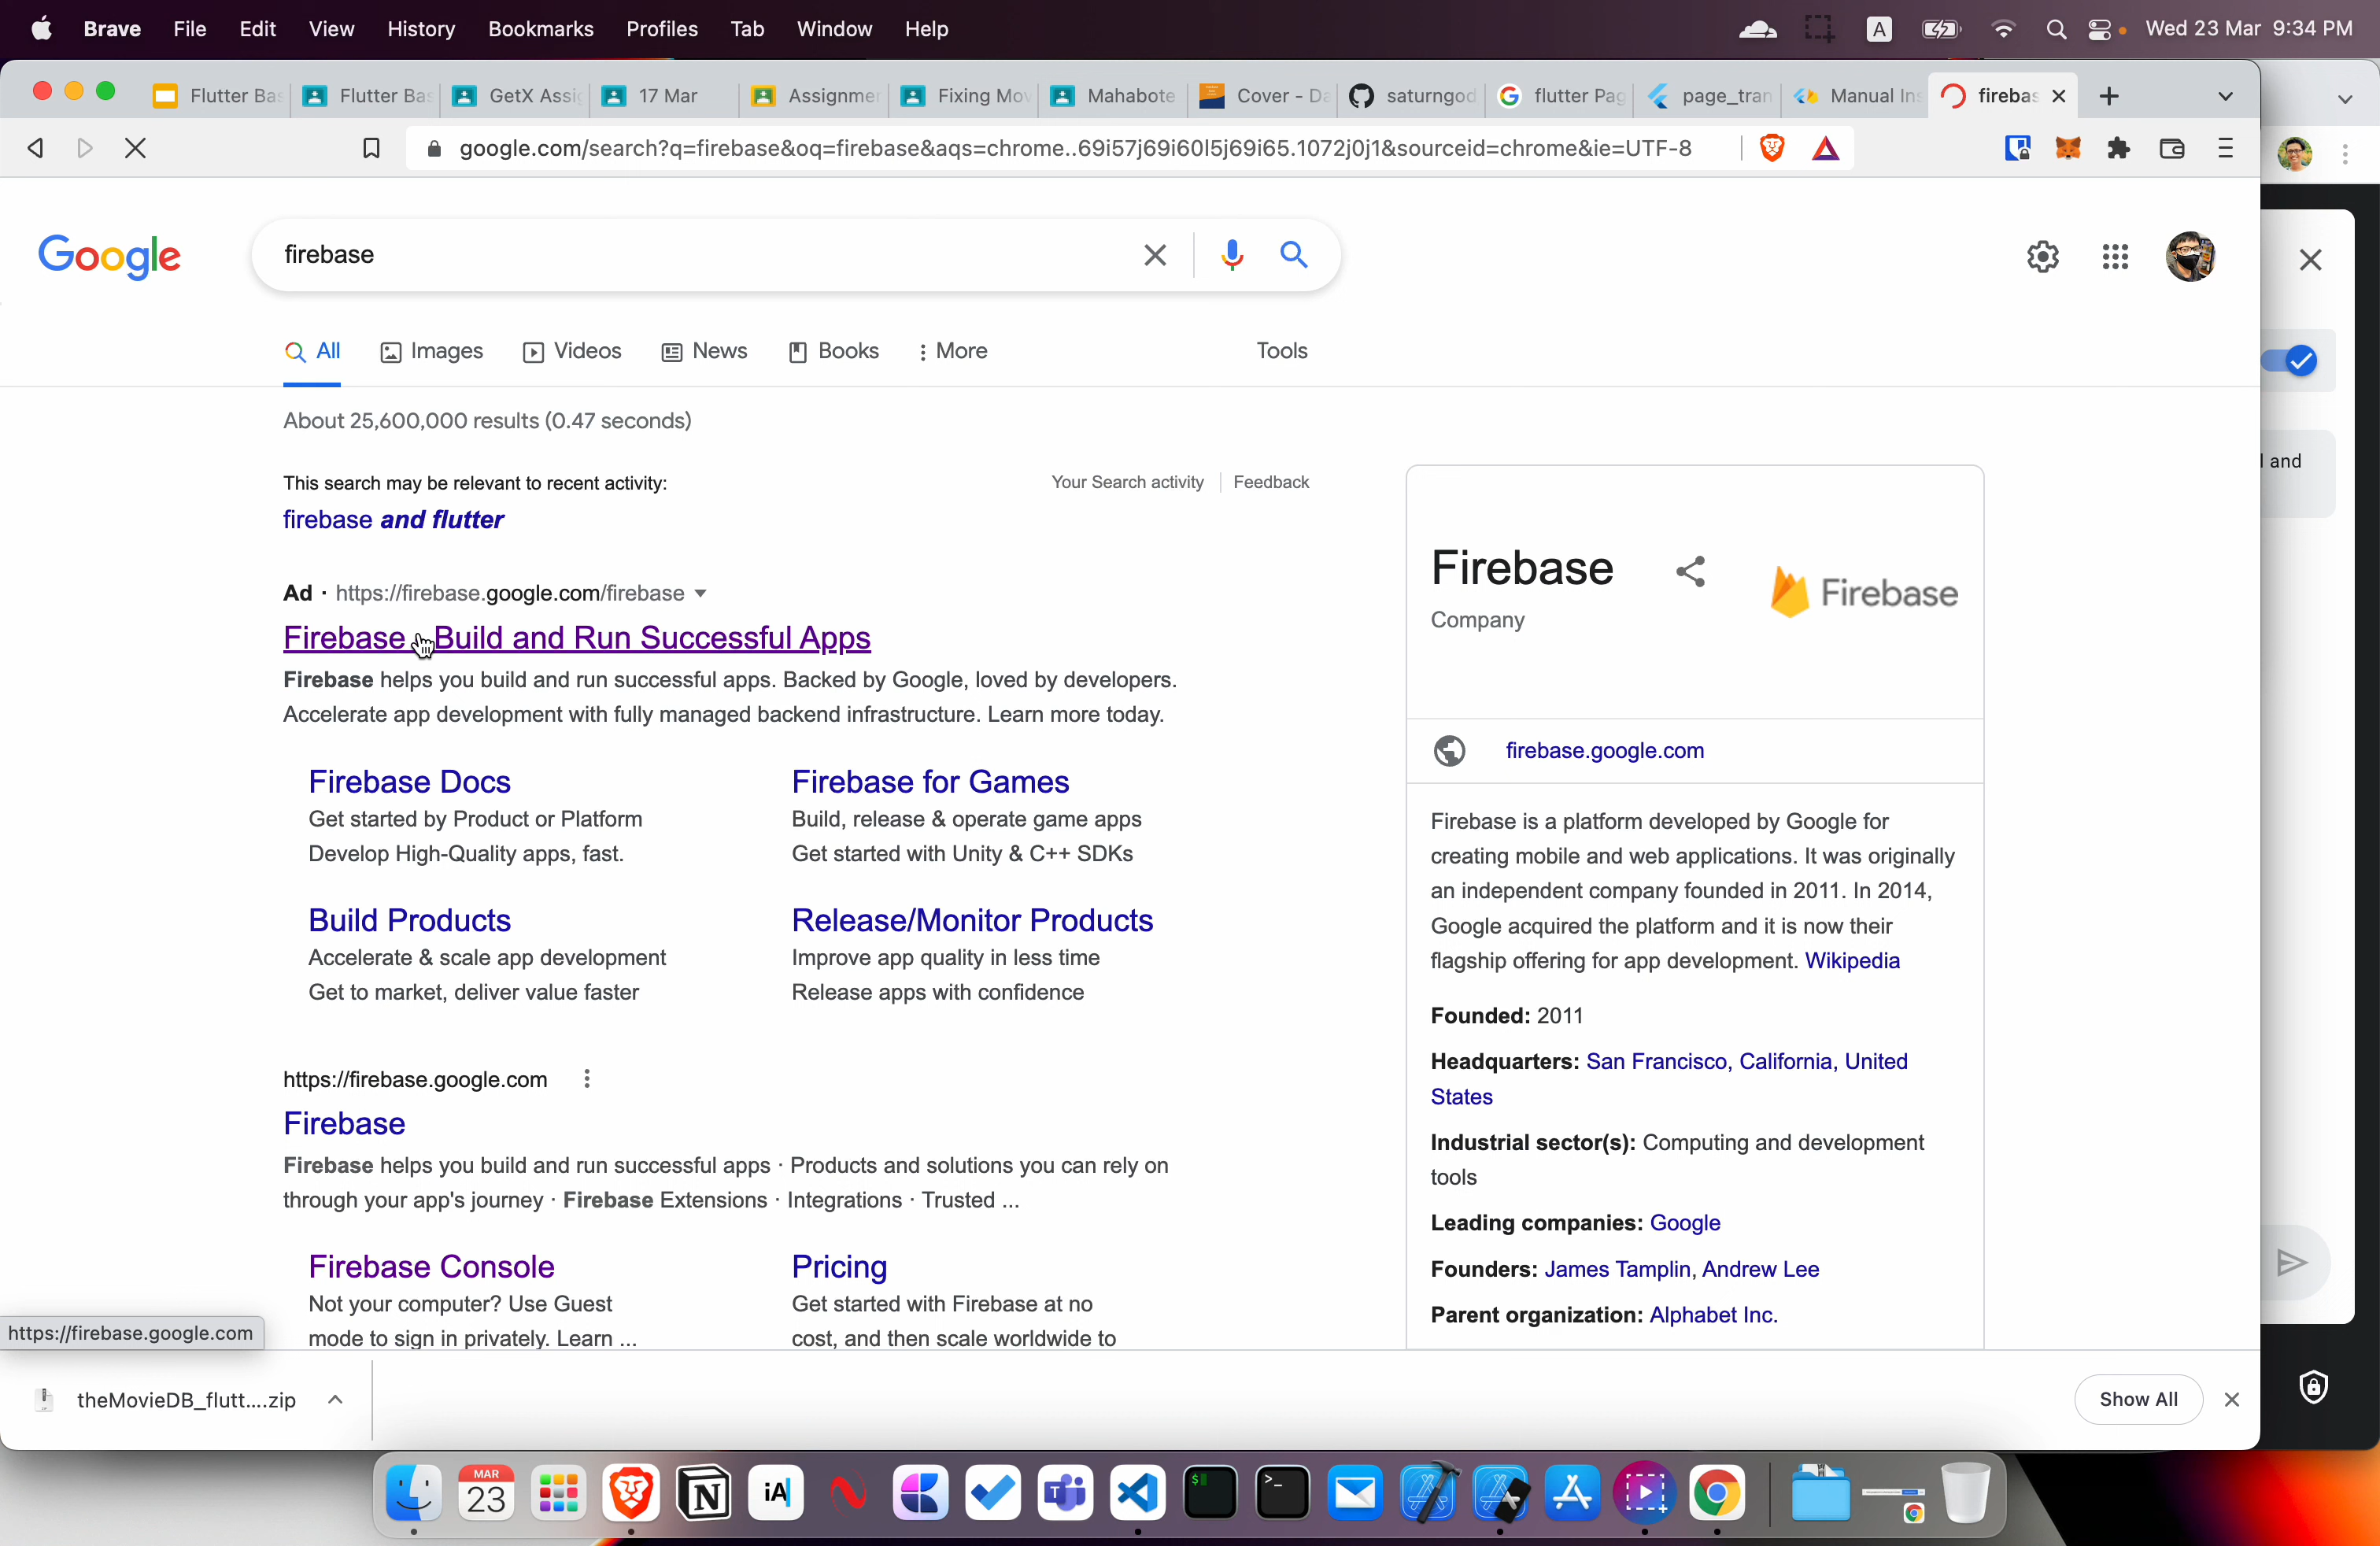 Brave File Edit View History Bookmarks Profiles Tab Window Help A Wed 23 Mar 9:34 PM
Flutter Bas Flutter Bas GetX Assig 17 Mar Assignmen Fixing Mov Mahabote Cover - Da saturngod flutter Pag page_tran Manual Ins firebas
google.com/search?q=firebase&oq=firebase&aqs=chrome..69i57j69i60l5j69i65.1072j0j1&sourceid=chrome&ie=UTF-8
Google firebase
All Images Videos News Books More Tools
About 25,600,000 results (0.47 seconds)
This search may be relevant to recent activity: Your Search activity Feedback
firebase and flutter
Ad · https://firebase.google.com/firebase
Firebase Build and Run Successful Apps
Firebase helps you build and run successful apps. Backed by Google, loved by developers.
Accelerate app development with fully managed backend infrastructure. Learn more today.
Firebase Docs
Get started by Product or Platform
Develop High-Quality apps, fast.
Firebase for Games
Build, release & operate game apps
Get started with Unity & C++ SDKs
Build Products
Accelerate & scale app development
Get to market, deliver value faster
Release/Monitor Products
Improve app quality in less time
Release apps with confidence
https://firebase.google.com
Firebase
Firebase helps you build and run successful apps · Products and solutions you can rely on
through your app's journey · Firebase Extensions · Integrations · Trusted ...
Firebase Console
Not your computer? Use Guest
mode to sign in privately. Learn ...
Pricing
Get started with Firebase at no
cost, and then scale worldwide to
Firebase
Company
Firebase
firebase.google.com
Firebase is a platform developed by Google for
creating mobile and web applications. It was originally
an independent company founded in 2011. In 2014,
Google acquired the platform and it is now their
flagship offering for app development. Wikipedia
Founded: 2011
Headquarters: San Francisco, California, United
States
Industrial sector(s): Computing and development
tools
Leading companies: Google
Founders: James Tamplin, Andrew Lee
Parent organization: Alphabet Inc.
and
https://firebase.google.com
theMovieDB_flutt....zip Show All
MAR
23
iA